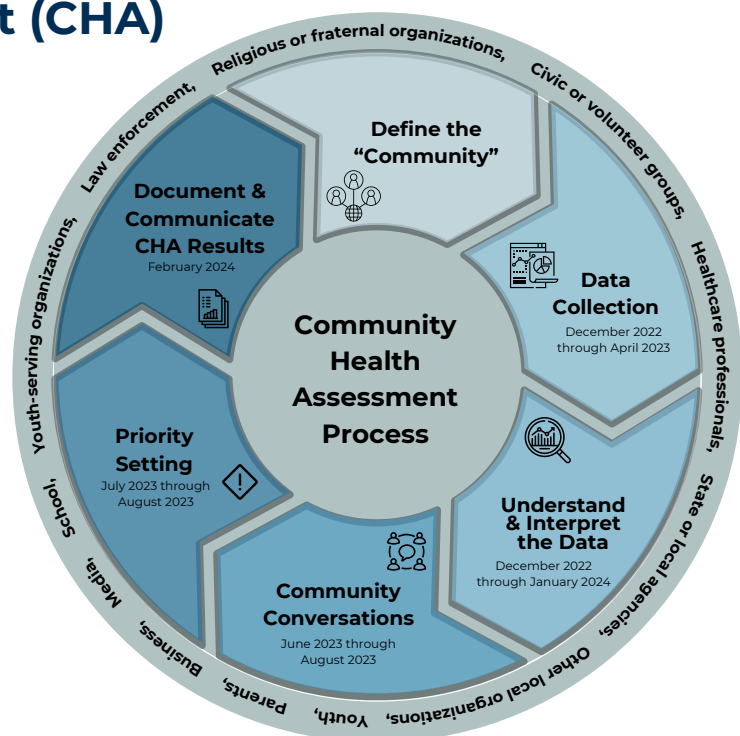 t (CHA)
Religious or fraternal organizations, Civic or volunteer groups, Healthcare professionals, State or local agencies, Other local organizations, Youth, Parents, Business, Media, School, Youth-serving organizations, Law enforcement,
Define the
“Community”
Data
Collection
December 2022
through April 2023
Understand
& Interpret
the Data
December 2022
through January 2024
Community
Conversations
June 2023 through
August 2023
Priority
Setting
July 2023 through
August 2023
Document &
Communicate
CHA Results
February 2024
Community
Health
Assessment
Process